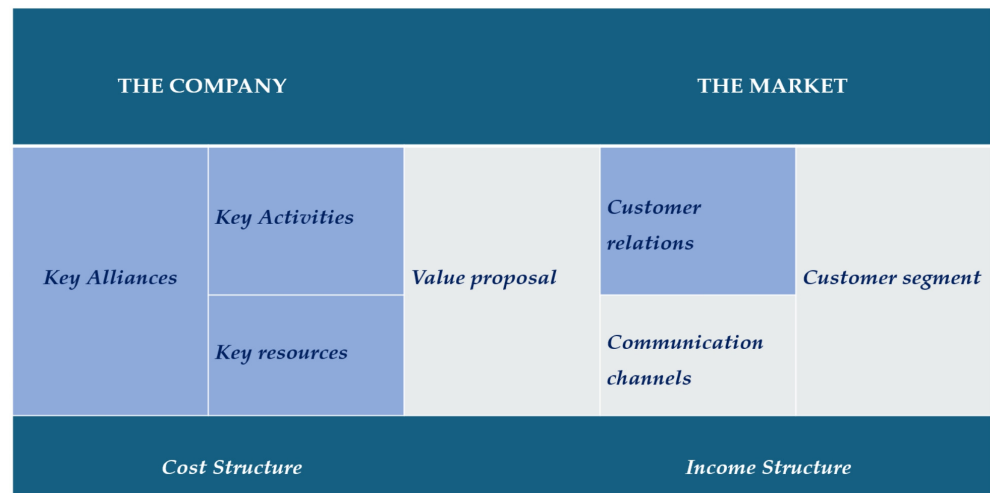 THE COMPANY
THE MARKET
Key Alliances
Key Activities
Key resources
Value proposal
Customer
relations
Communication
channels
Customer segment
Cost Structure
Income Structure